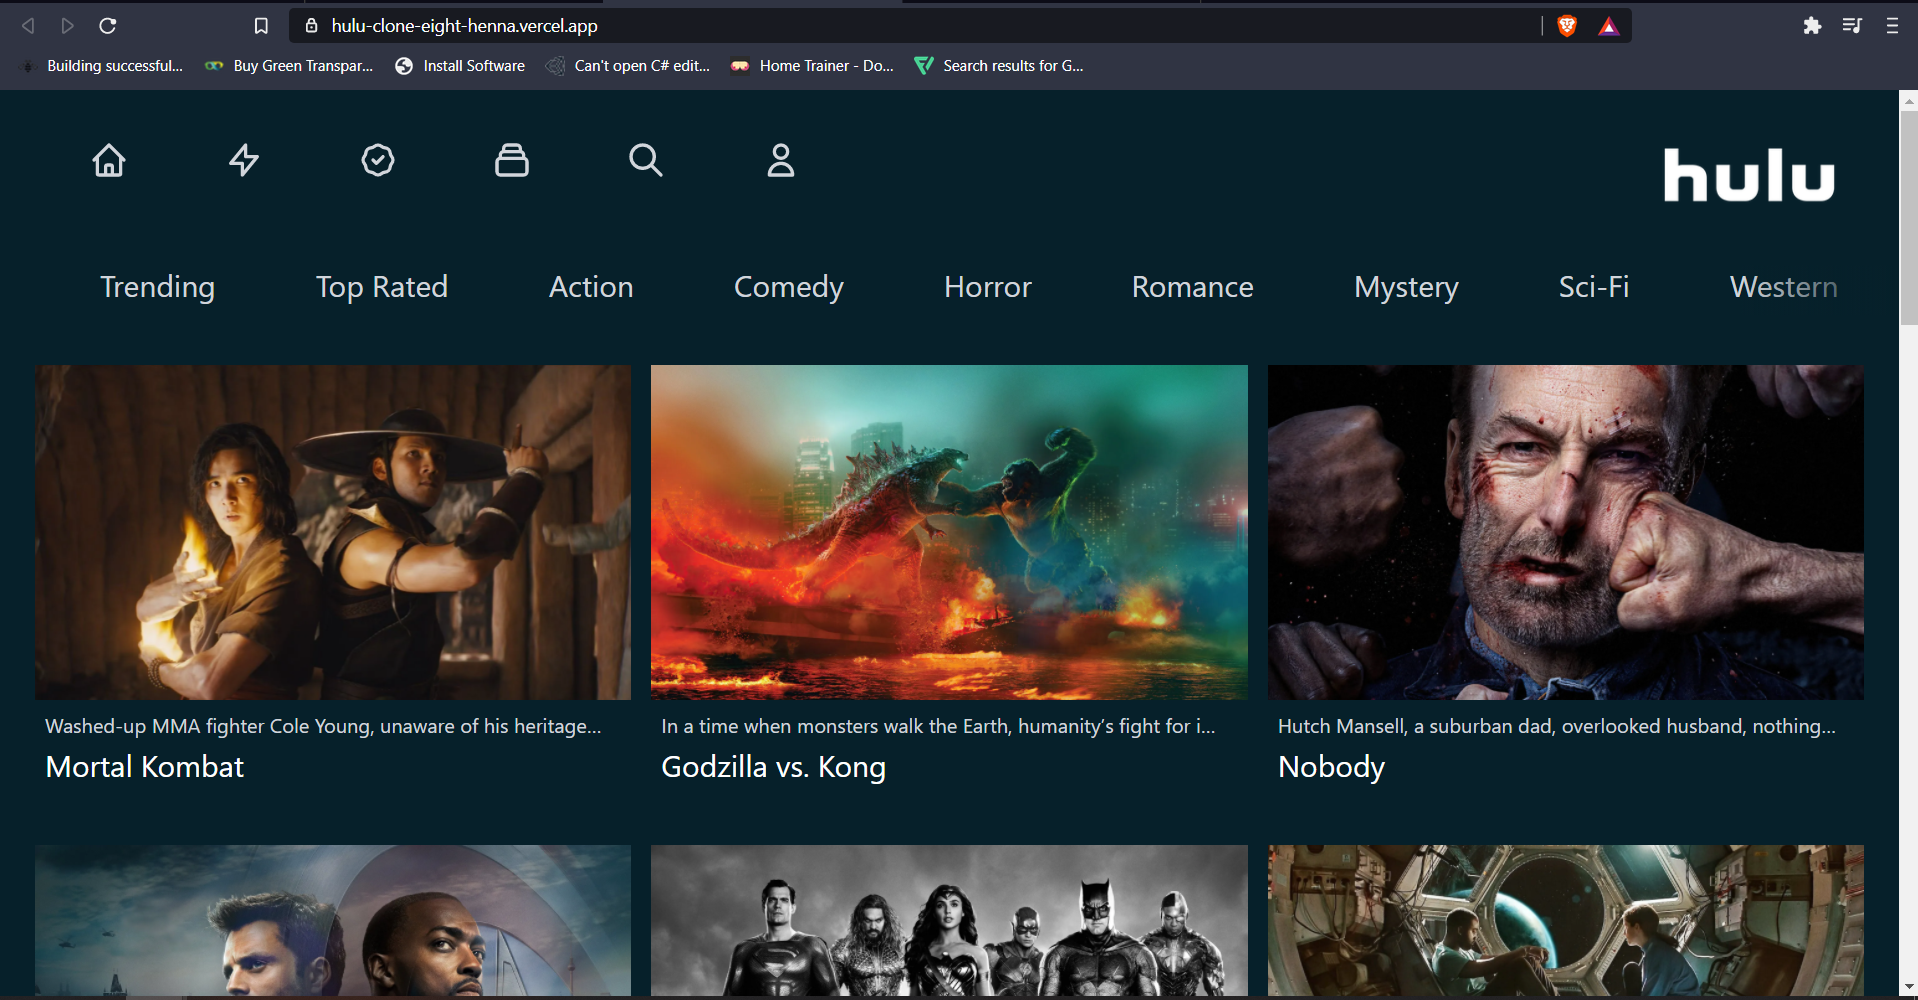 hulu-clone-eight-henna.vercel.app
Building successful...
Buy Green Transpar...
Install Software
Can't open C# edit...
Home Trainer - Do...
Search results for G...
hulu
Trending
Top Rated
Action
Comedy
Horror
Romance
Mystery
Sci-Fi
Western
Washed-up MMA fighter Cole Young, unaware of his heritage...
Mortal Kombat
In a time when monsters walk the Earth, humanity’s fight for i...
Godzilla vs. Kong
Hutch Mansell, a suburban dad, overlooked husband, nothing...
Nobody